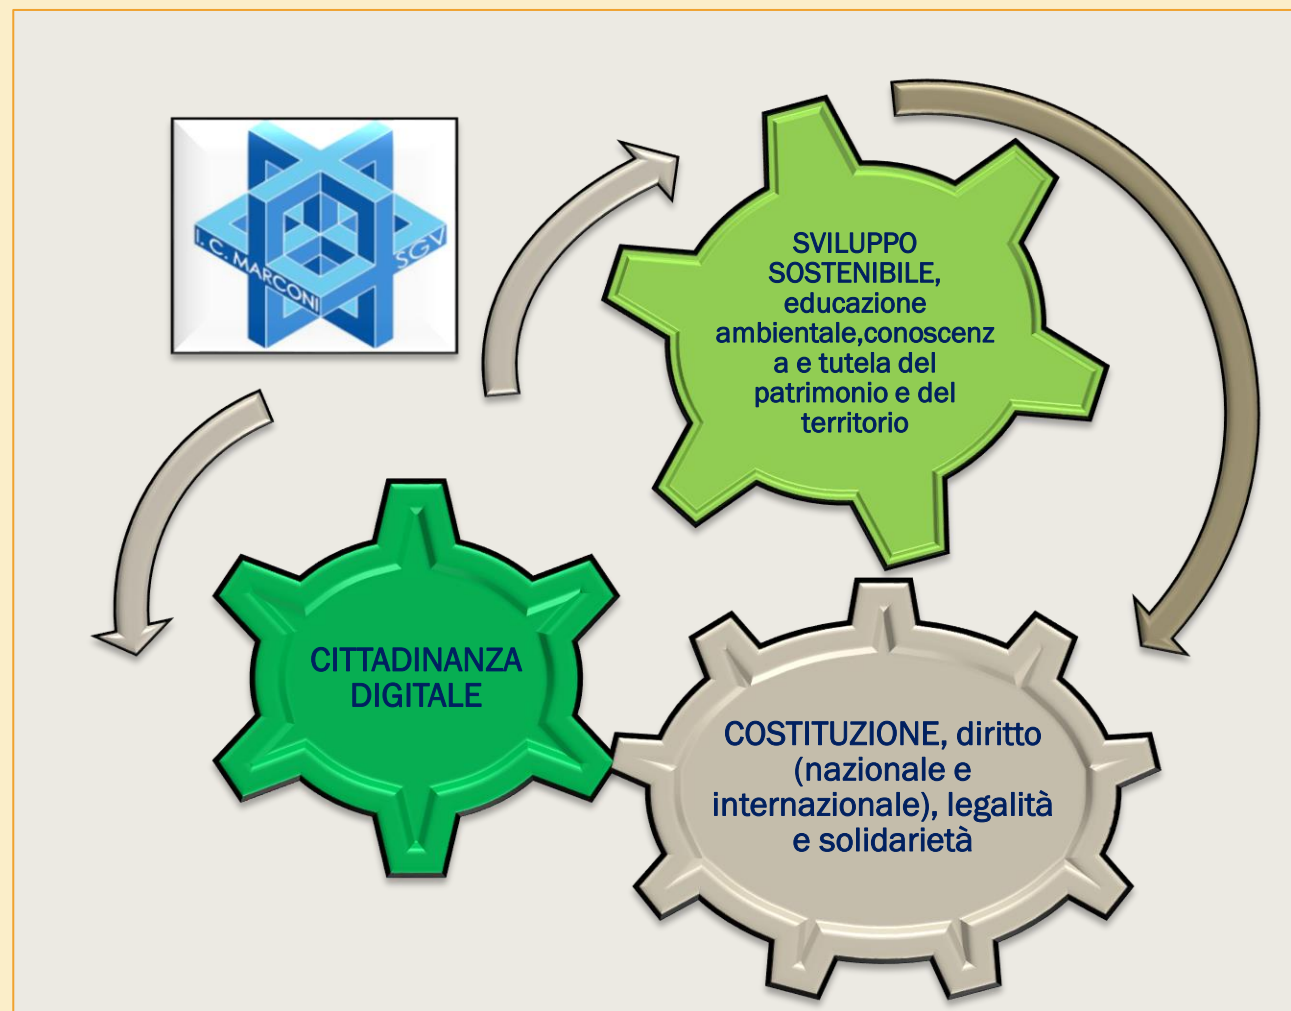 I. C. MARCONI
SGV
SVILUPPO
SOSTENIBILE,
educazione
ambientale,conoscenz
a e tutela del
patrimonio e del
territorio
CITTADINANZA
DIGITALE
COSTITUZIONE, diritto
(nazionale e
internazionale), legalità
e solidarietà